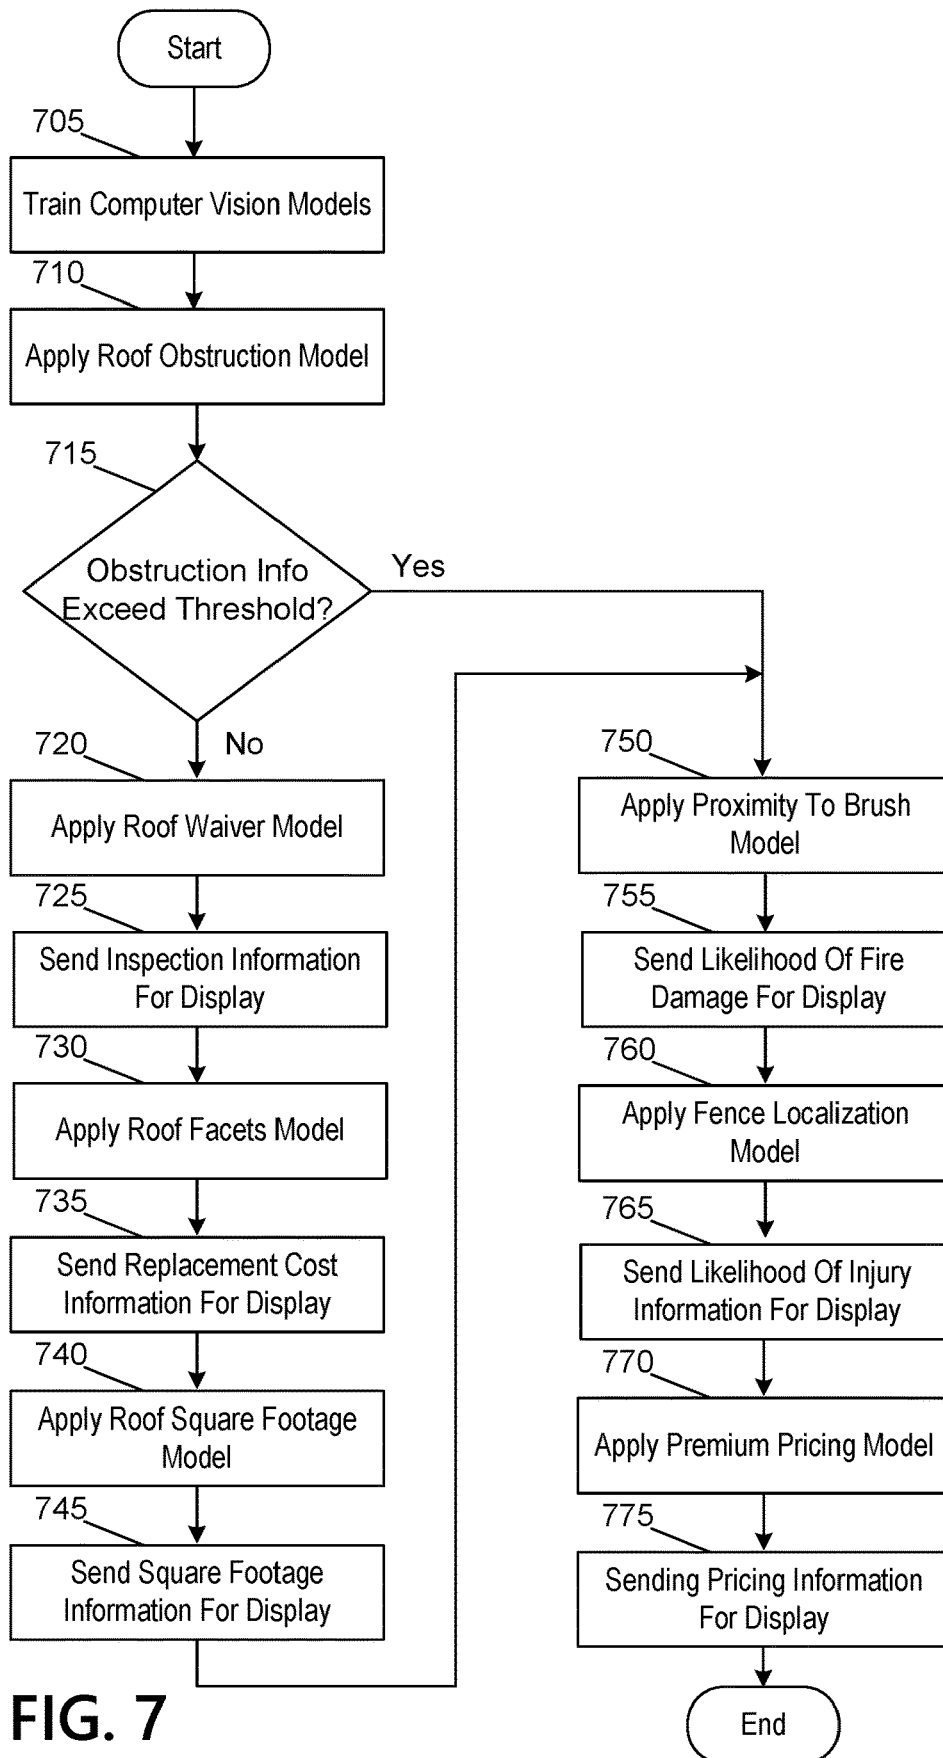 Start
705
Train Computer Vision Models
710
Apply Roof Obstruction Model
715
Obstruction Info
Exceed Threshold?
Yes
No
720
Apply Roof Waiver Model
725
Send Inspection Information
For Display
730
Apply Roof Facets Model
735
Send Replacement Cost
Information For Display
740
Apply Roof Square Footage
Model
745
Send Square Footage
Information For Display
750
Apply Proximity To Brush
Model
755
Send Likelihood Of Fire
Damage For Display
760
Apply Fence Localization
Model
765
Send Likelihood Of Injury
Information For Display
770
Apply Premium Pricing Model
775
Sending Pricing Information
For Display
End
FIG. 7